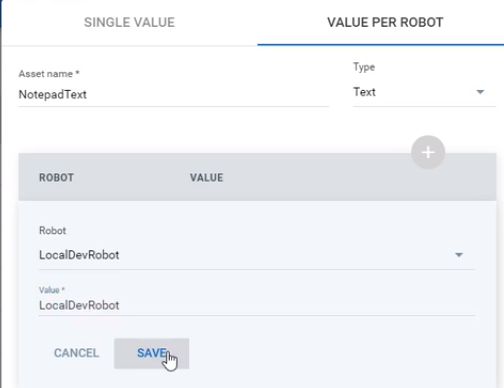 SINGLE VALUE
VALUE PER ROBOT
Asset name *
NotepadText
Type
Text
ROBOT
VALUE
Robot
LocalDevRobot
Value *
LocalDevRobot
CANCEL
SAVE